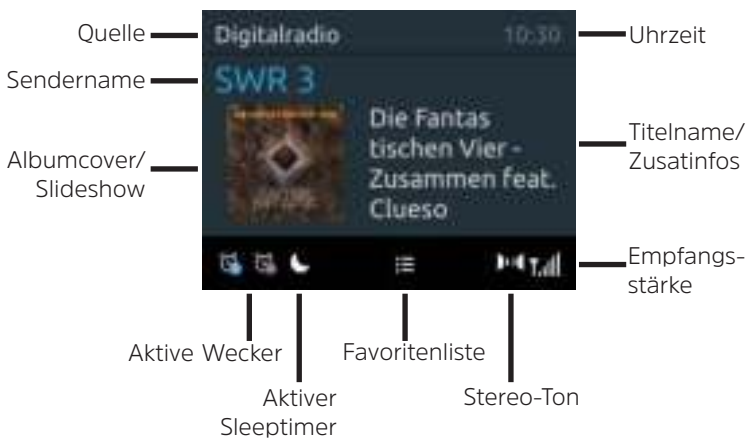 Quelle
Digitalradio
10:30
Uhrzeit
Sendername
SWR 3
Albumcover/
Slideshow
Die Fantas
tischen Vier -
Zusammen feat.
Clueso
Titelname/
Zusatinfos
Empfangs-
stärke
Aktive Wecker
Favoritenliste
Aktiver
Sleeptimer
Stereo-Ton